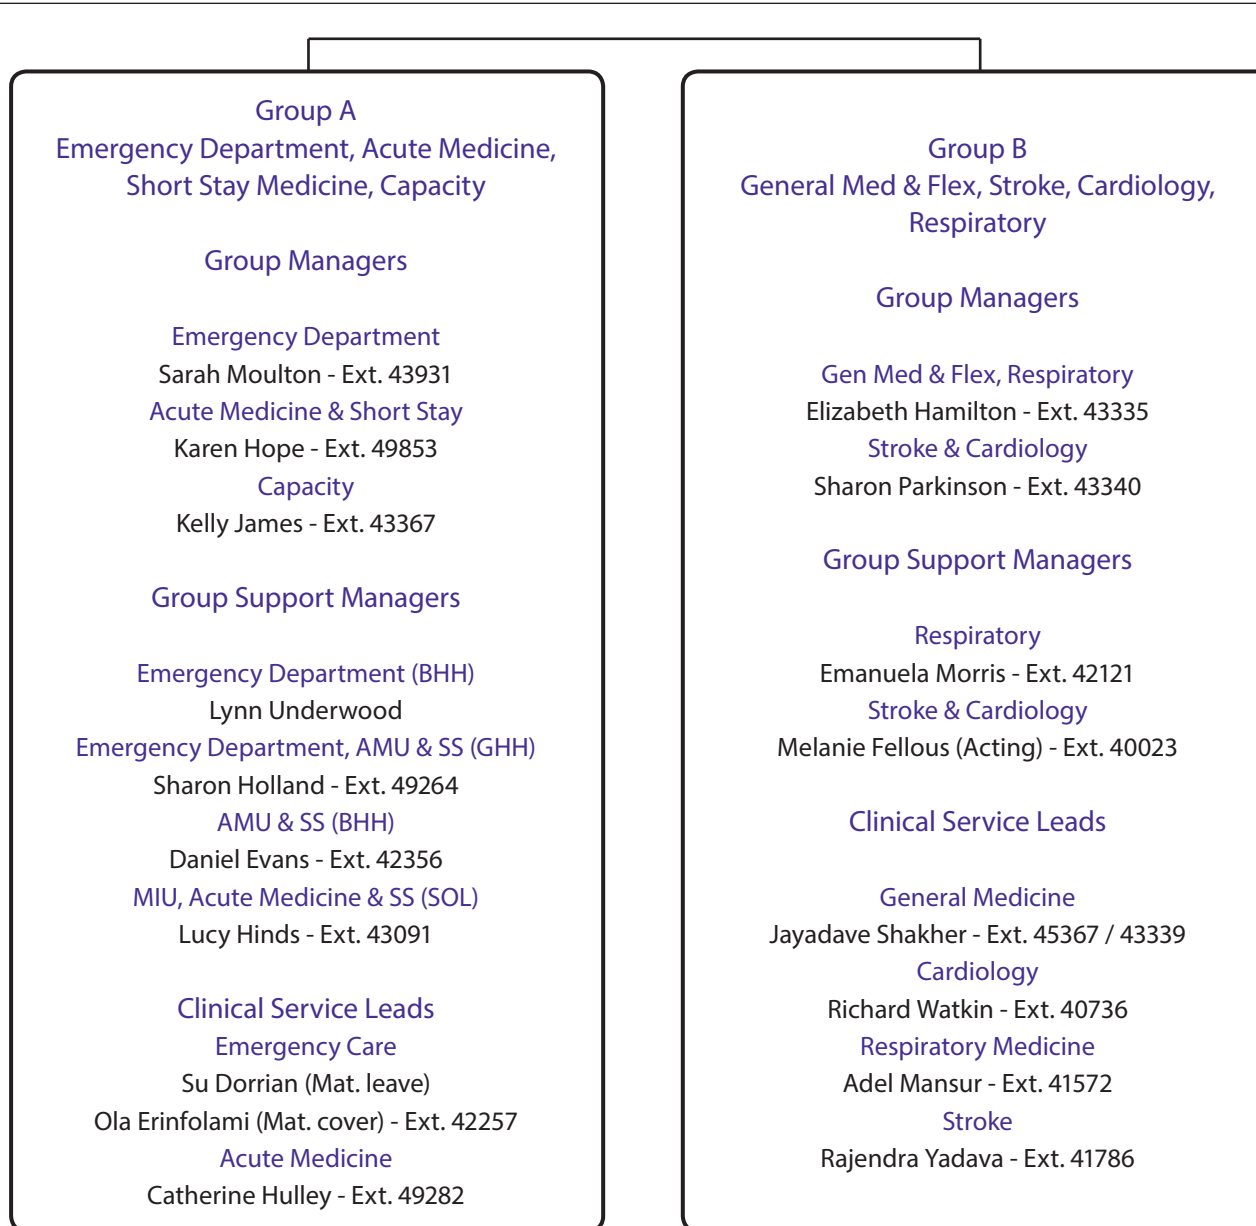 Group A
Emergency Department, Acute Medicine,
Short Stay Medicine, Capacity
Group Managers
Emergency Department
Sarah Moulton - Ext. 43931
Acute Medicine & Short Stay
Karen Hope - Ext. 49853
Capacity
Kelly James - Ext. 43367
Group Support Managers
Emergency Department (BHH)
Lynn Underwood
Emergency Department, AMU & SS (GHH)
Sharon Holland - Ext. 49264
AMU & SS (BHH)
Daniel Evans - Ext. 42356
MIU, Acute Medicine & SS (SOL)
Lucy Hinds - Ext. 43091
Clinical Service Leads
Emergency Care
Su Dorrian (Mat. leave)
Ola Erinfolami (Mat. cover) - Ext. 42257
Acute Medicine
Catherine Hulley - Ext. 49282
Group B
General Med & Flex, Stroke, Cardiology,
Respiratory
Group Managers
Gen Med & Flex, Respiratory
Elizabeth Hamilton - Ext. 43335
Stroke & Cardiology
Sharon Parkinson - Ext. 43340
Group Support Managers
Respiratory
Emanuela Morris - Ext. 42121
Stroke & Cardiology
Melanie Fellous (Acting) - Ext. 40023
Clinical Service Leads
General Medicine
Jayadave Shakher - Ext. 45367 / 43339
Cardiology
Richard Watkin - Ext. 40736
Respiratory Medicine
Adel Mansur - Ext. 41572
Stroke
Rajendra Yadava - Ext. 41786